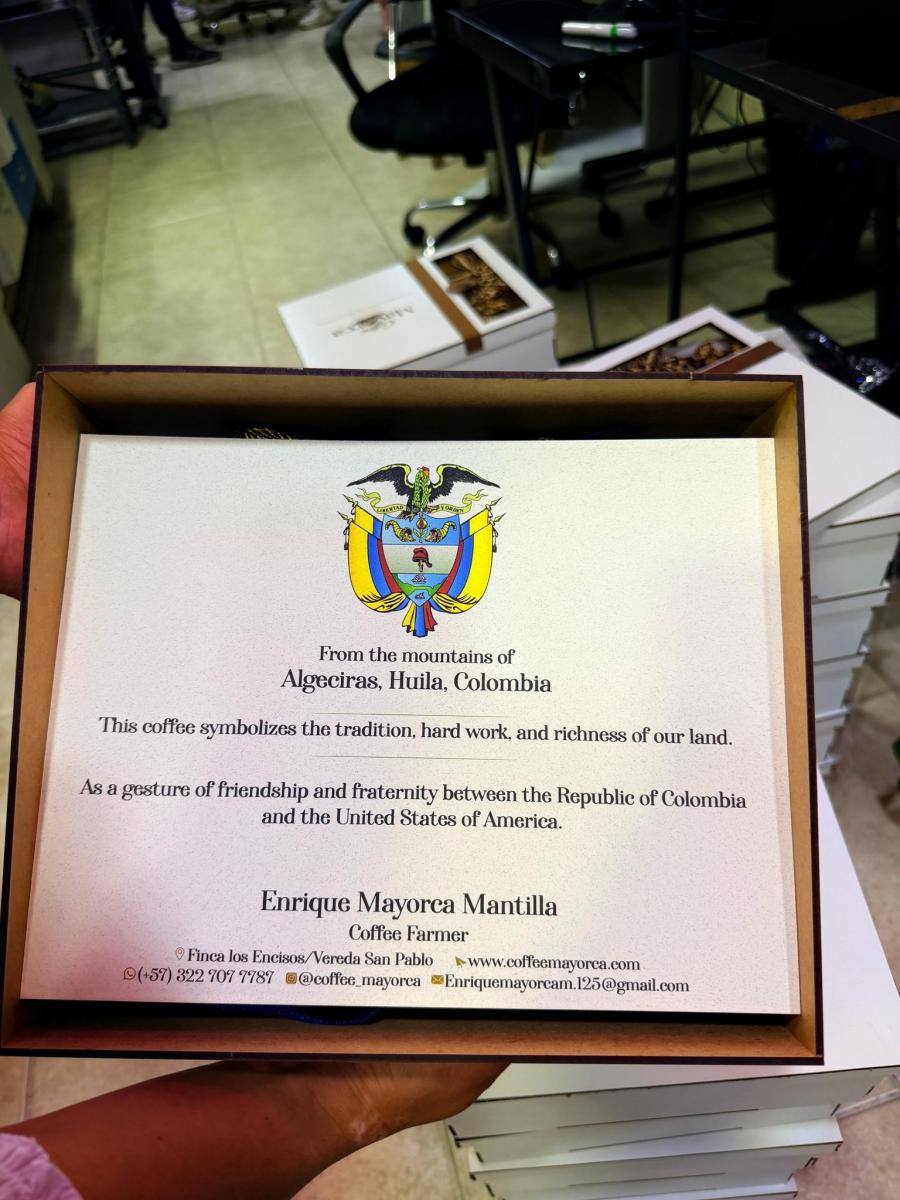 LIBERTAD Y ORDEN
From the mountains of
Algeciras, Huila, Colombia
This coffee symbolizes the tradition, hard work, and richness of our land.
As a gesture of friendship and fraternity between the Republic of Colombia
and the United States of America.
Enrique Mayorca Mantilla
Coffee Farmer
Finca los Encisos/Vereda San Pablo www.coffeemayorca.com
(+57) 322 707 7787 @coffee_mayorca Enriquemayorcam.125@gmail.com